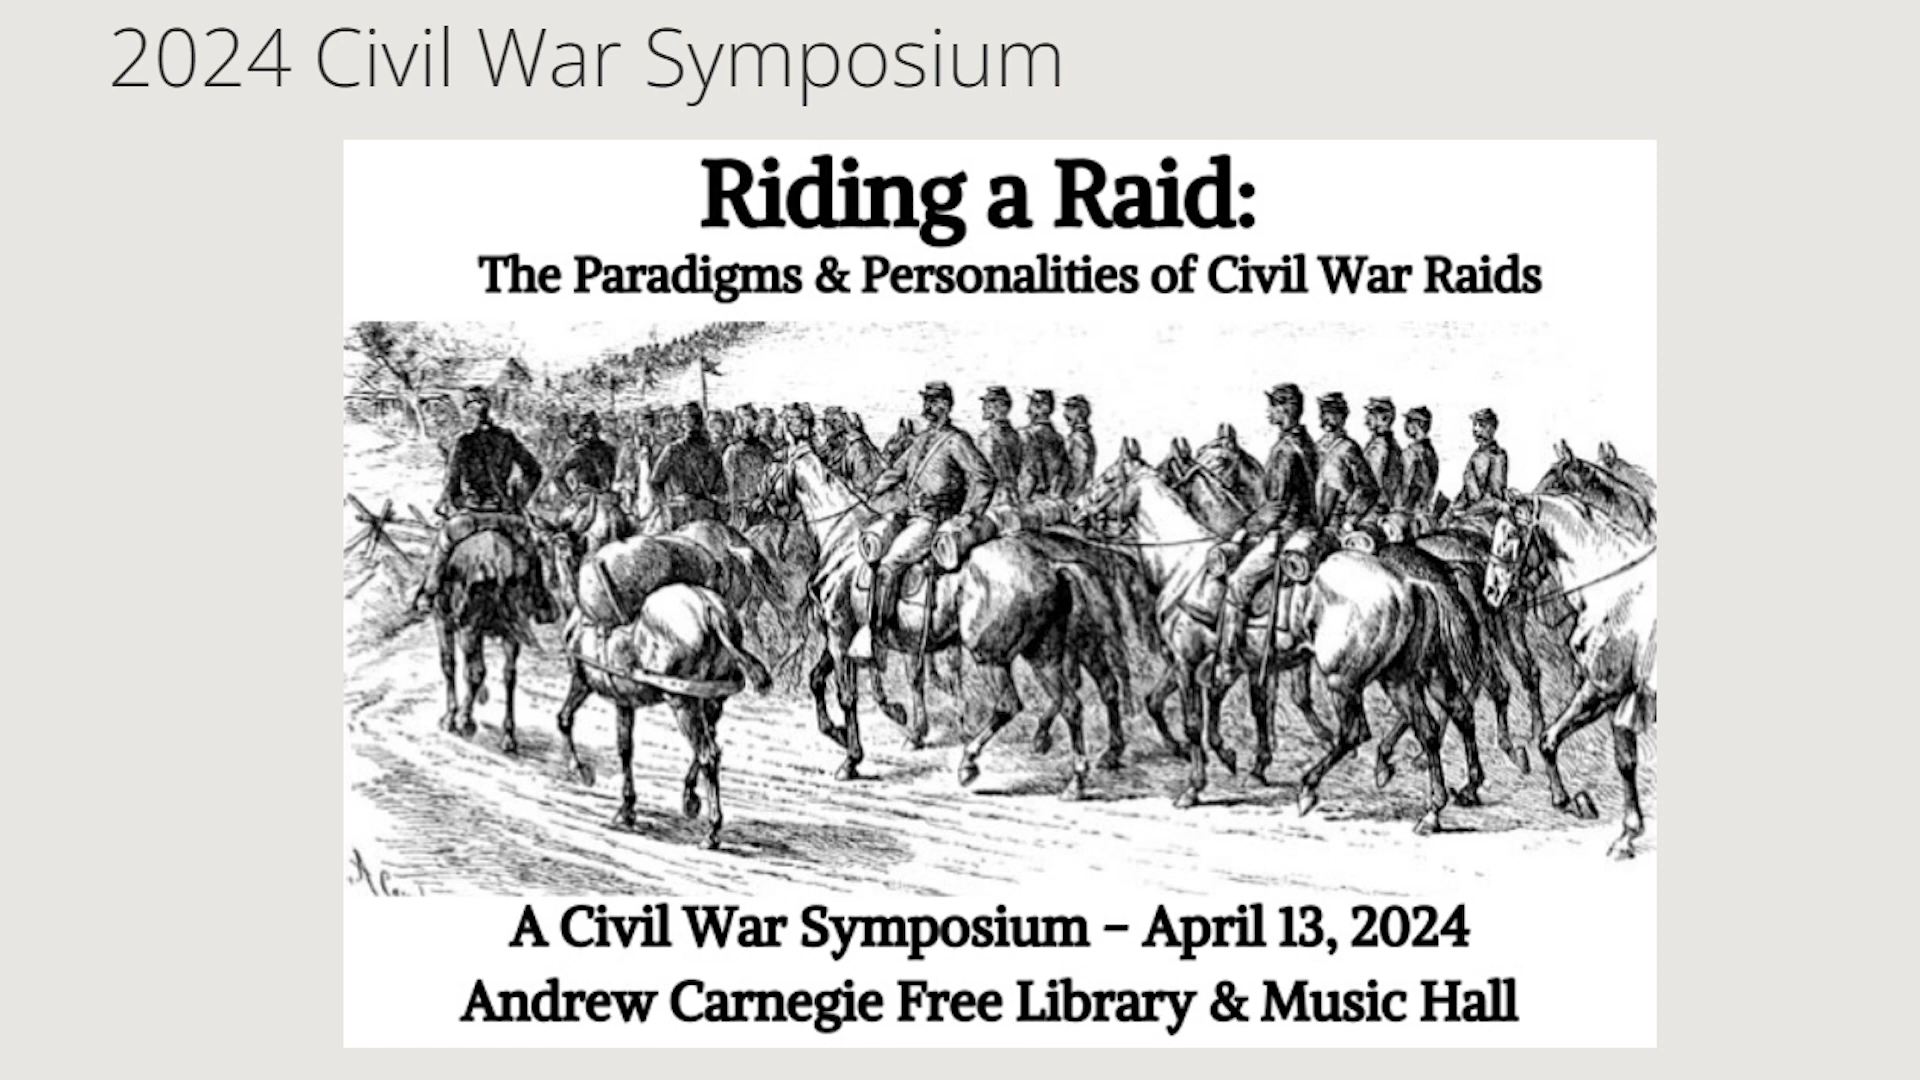 2024 Civil War Symposium
Riding a Raid:
The Paradigms & Personalities of Civil War Raids
A Civil War Symposium – April 13, 2024
Andrew Carnegie Free Library & Music Hall